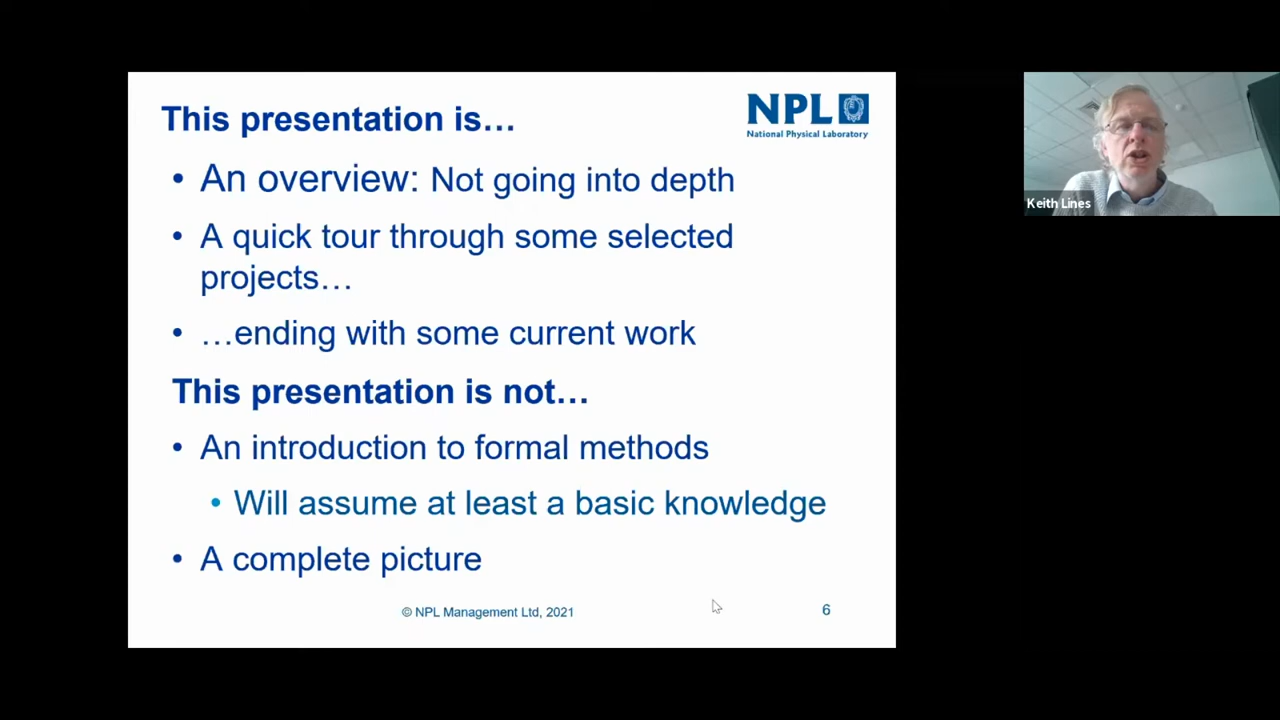 This presentation is…
NPL
National Physical Laboratory
• An overview: Not going into depth
• A quick tour through some selected
projects…
• …ending with some current work
This presentation is not…
• An introduction to formal methods
• Will assume at least a basic knowledge
• A complete picture
© NPL Management Ltd, 2021
6
Keith Lines